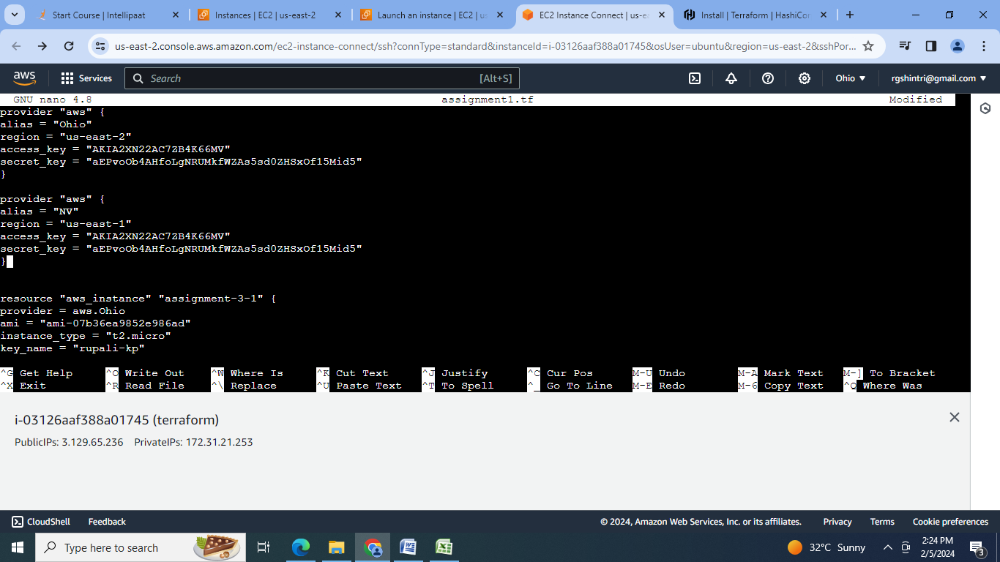 Start Course | Intellipaat
Instances | EC2 | us-east-2
Launch an instance | EC2 | us
EC2 Instance Connect | us-ea
Install | Terraform | HashiCor
us-east-2.console.aws.amazon.com/ec2-instance-connect/ssh?connType=standard&instanceId=i-03126aaf388a01745&osUser=ubuntu&region=us-east-2&sshPor...
aws Services Search [Alt+S] Ohio rgshintri@gmail.com
GNU nano 4.8 assignment1.tf Modified
provider "aws" {
alias = "Ohio"
region = "us-east-2"
access_key = "AKIA2XN22AC7ZB4K66MV"
secret_key = "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"
}
provider "aws" {
alias = "NV"
region = "us-east-1"
access_key = "AKIA2XN22AC7ZB4K66MV"
secret_key = "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"
}
resource "aws_instance" "assignment-3-1" {
provider = aws.Ohio
ami = "ami-07b36ea9852e986ad"
instance_type = "t2.micro"
key_name = "rupali-kp"
^G Get Help ^O Write Out ^W Where Is ^K Cut Text ^J Justify ^C Cur Pos M-U Undo M-A Mark Text M-] To Bracket
^X Exit ^R Read File ^\ Replace ^U Paste Text ^T To Spell ^_ Go To Line M-E Redo M-6 Copy Text ^Q Where Was
i-03126aaf388a01745 (terraform)
PublicIPs: 3.129.65.236 PrivateIPs: 172.31.21.253
CloudShell Feedback © 2024, Amazon Web Services, Inc. or its affiliates. Privacy Terms Cookie preferences
Type here to search
32°C Sunny
2:24 PM
2/5/2024
3